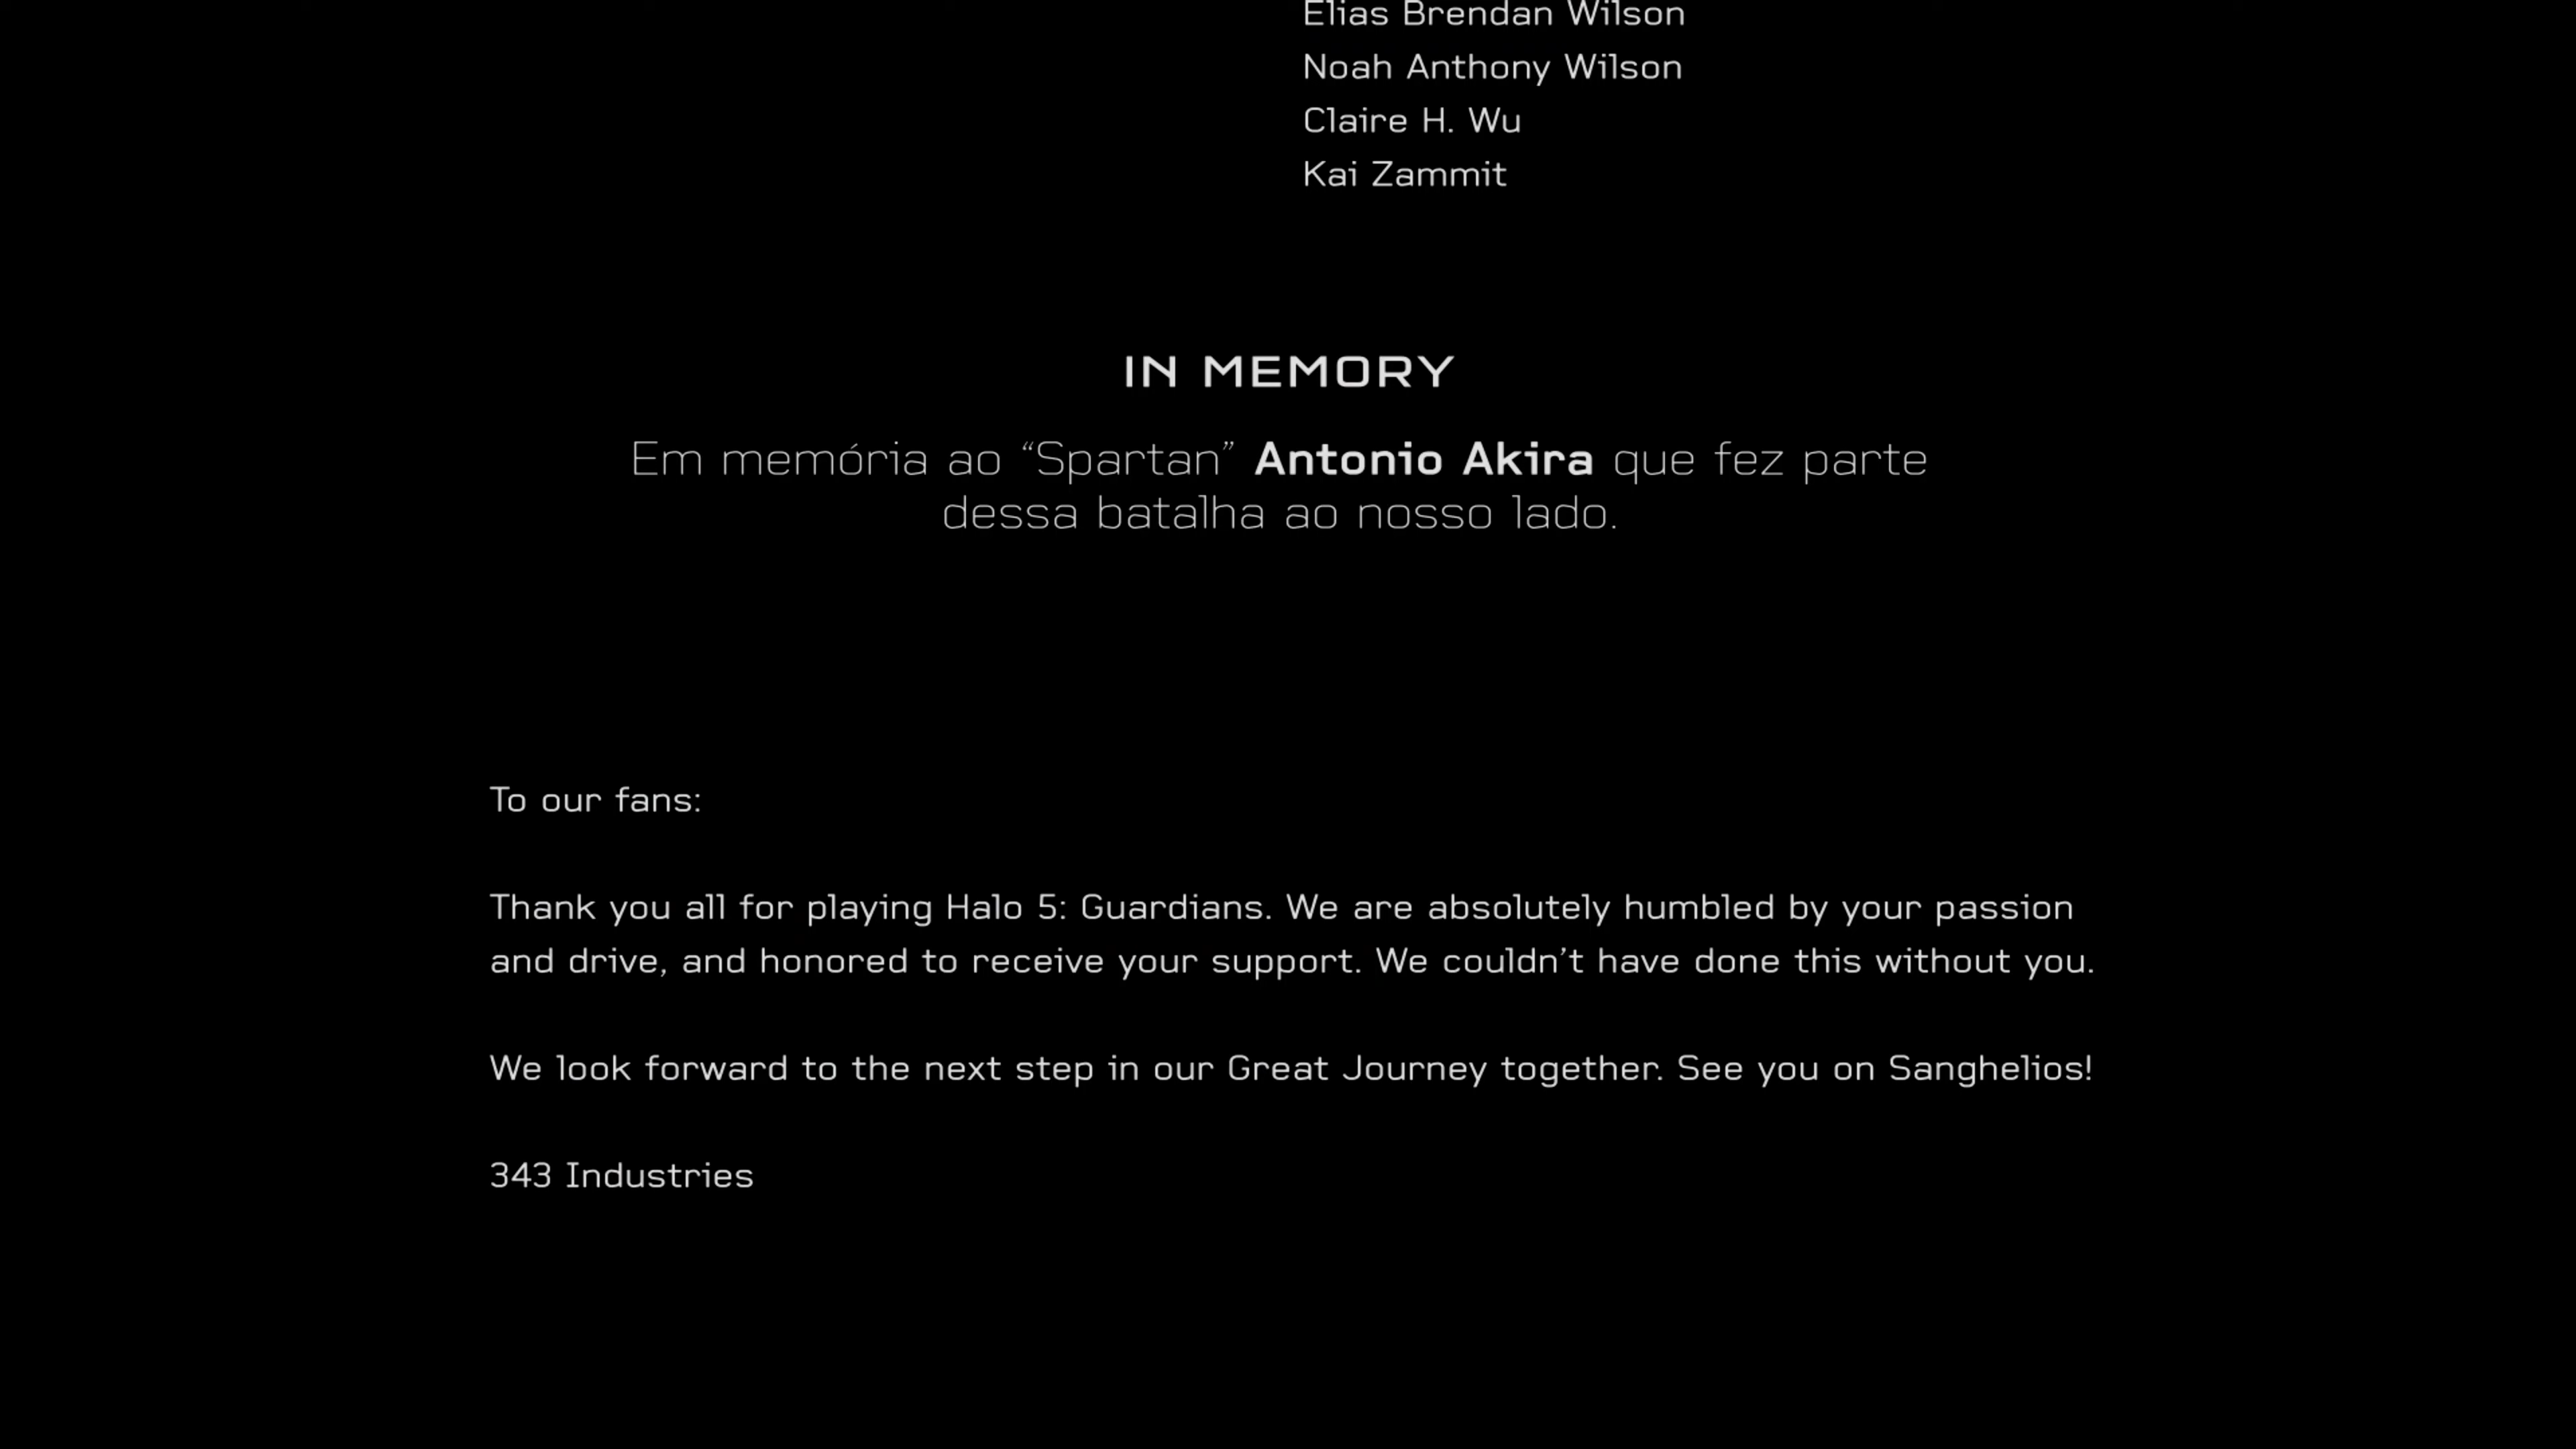 Elias Brendan Wilson
Noah Anthony Wilson
Claire H. Wu
Kai Zammit
IN MEMORY
Em memória ao “Spartan” Antonio Akira que fez parte
dessa batalha ao nosso lado.
To our fans:
Thank you all for playing Halo 5: Guardians. We are absolutely humbled by your passion
and drive, and honored to receive your support. We couldn’t have done this without you.
We look forward to the next step in our Great Journey together. See you on Sanghelios!
343 Industries